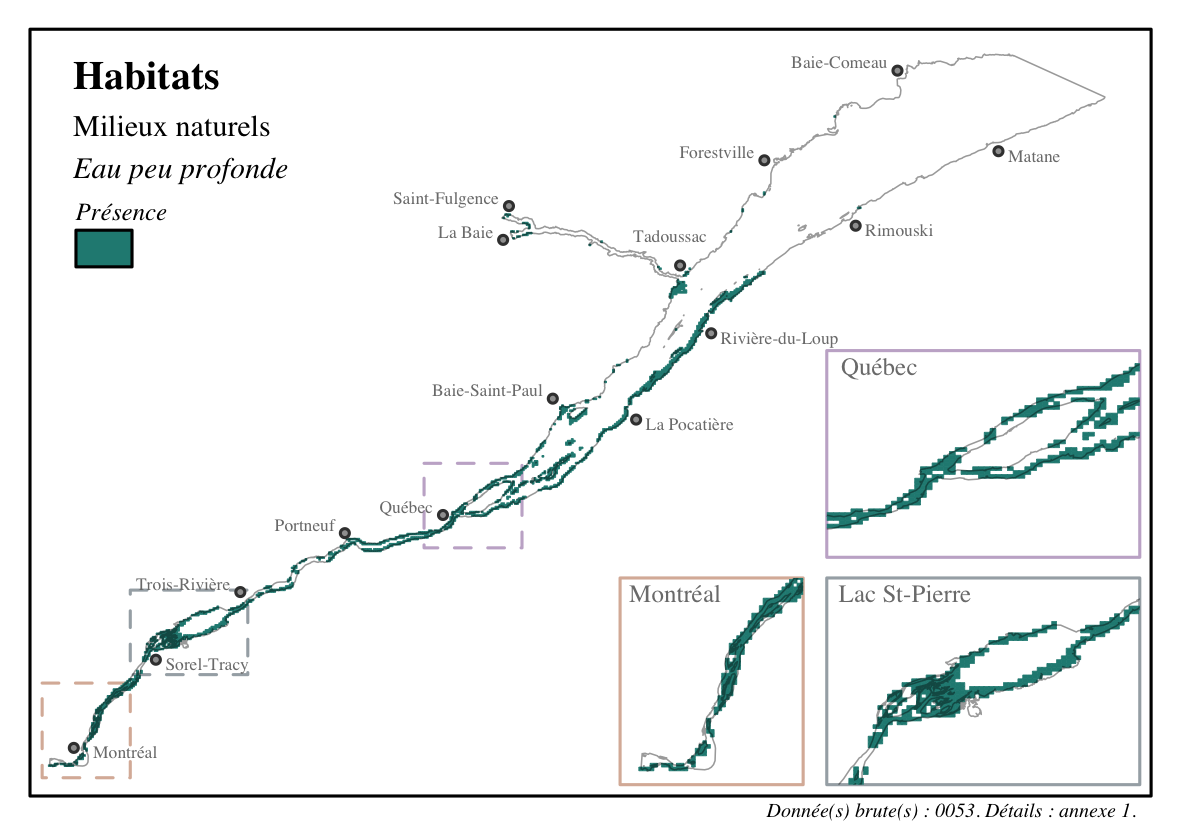 Habitats
Milieux naturels
Eau peu profonde
Présence
Baie-Comeau
Forestville
Matane
Saint-Fulgence
La Baie
Tadoussac
Rimouski
Rivière-du-Loup
Baie-Saint-Paul
La Pocatière
Québec
Portneuf
Trois-Rivière
Sorel-Tracy
Montréal
Québec
Montréal
Lac St-Pierre
Donnée(s) brute(s) : 0053. Détails : annexe 1.